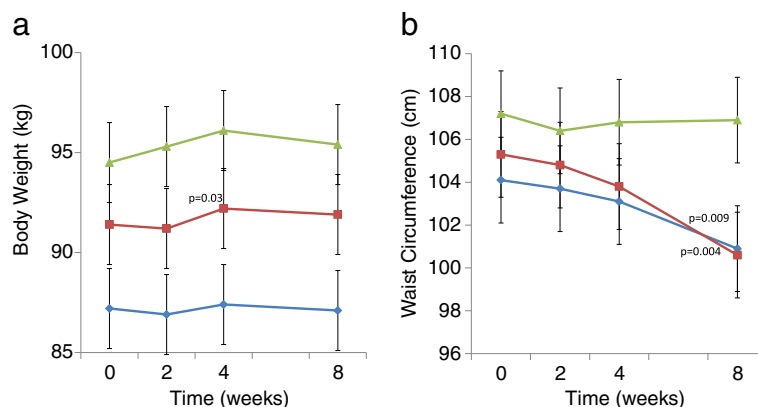 a
100
95
90
85
Body Weight (kg)
p=0.03
0 2 4 8
Time (weeks)
b
110
108
106
104
102
100
98
96
Waist Circumference (cm)
p=0.009
p=0.004
0 2 4 8
Time (weeks)